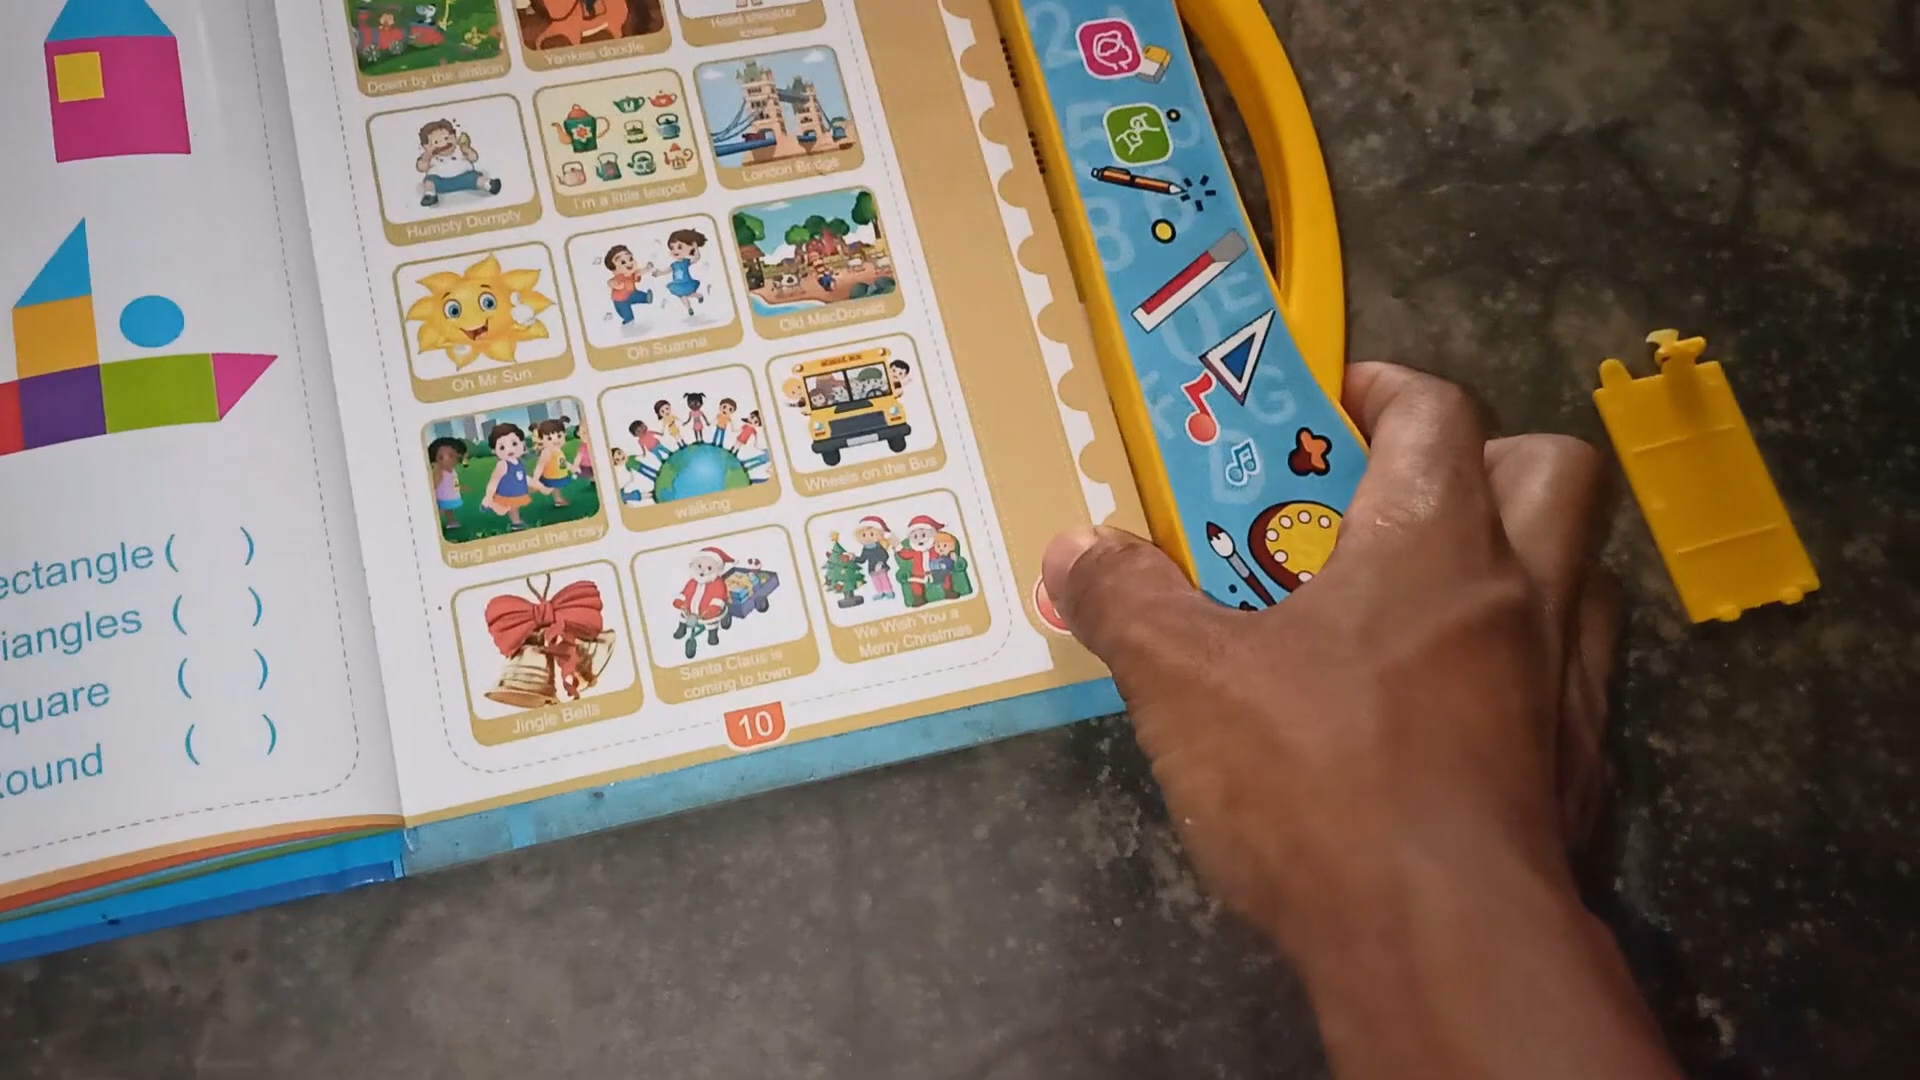 Down by the station
Yankee doodle
Head shoulder
knees
Humpty Dumpty
I'm a little teapot
London Bridge
Oh Mr Sun
Oh Suanna
Old MacDonald
SCHOOL BUS
Ring around the rosy
walking
Wheels on the Bus
Jingle Bells
Santa Claus is
coming to town
We Wish You a
Merry Christmas
10
ectangle ( )
iangles ( )
quare ( )
Round ( )